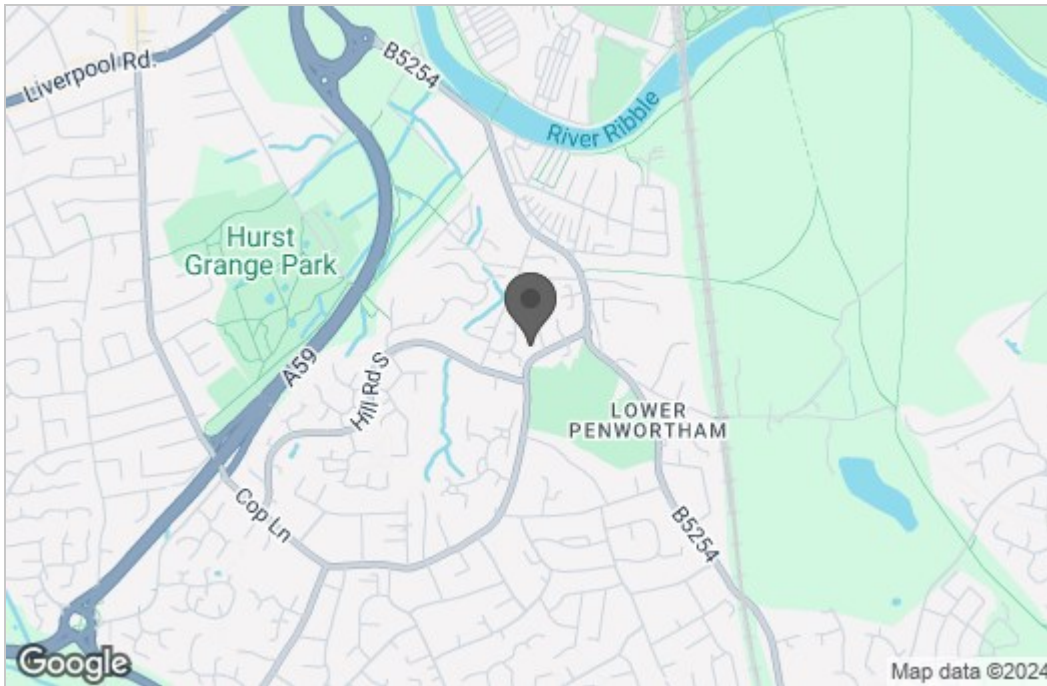 B5254
Liverpool Rd.
River Ribble
Hurst
Grange Park
A59
Hill Rd S
LOWER
PENWORTHAM
Cop Ln
B5254
Google
Map data ©2024